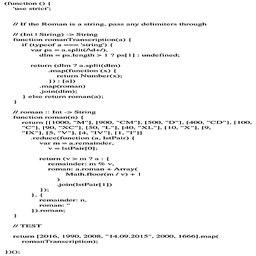 (function () {
'use strict';
// If the Roman is a string, pass any delimiters through
// (Int | String) -> String
function romanTranscription(a) {
if (typeof a === 'string') {
var ps = a.split(/\d+/),
dlm = ps.length > 1 ? ps[1] : undefined;
return (dlm ? a.split(dlm)
.map(function (x) {
return Number(x);
}) : [a])
.map(roman)
.join(dlm);
} else return roman(a);
}
// roman :: Int -> String
function roman(n) {
return [[1000, "M"], [900, "CM"], [500, "D"], [400, "CD"], [100,
"C"], [90, "XC"], [50, "L"], [40, "XL"], [10, "X"], [9,
"IX"], [5, "V"], [4, "IV"], [1, "I"]]
.reduce(function (a, lstPair) {
var m = a.remainder,
v = lstPair[0];
return (v > m ? a : {
remainder: m % v,
roman: a.roman + Array(
Math.floor(m / v) + 1
)
.join(lstPair[1])
});
}, {
remainder: n,
roman: ''
}).roman;
}
// TEST
return [2016, 1990, 2008, "14.09.2015", 2000, 1666].map(
romanTranscription);
})();